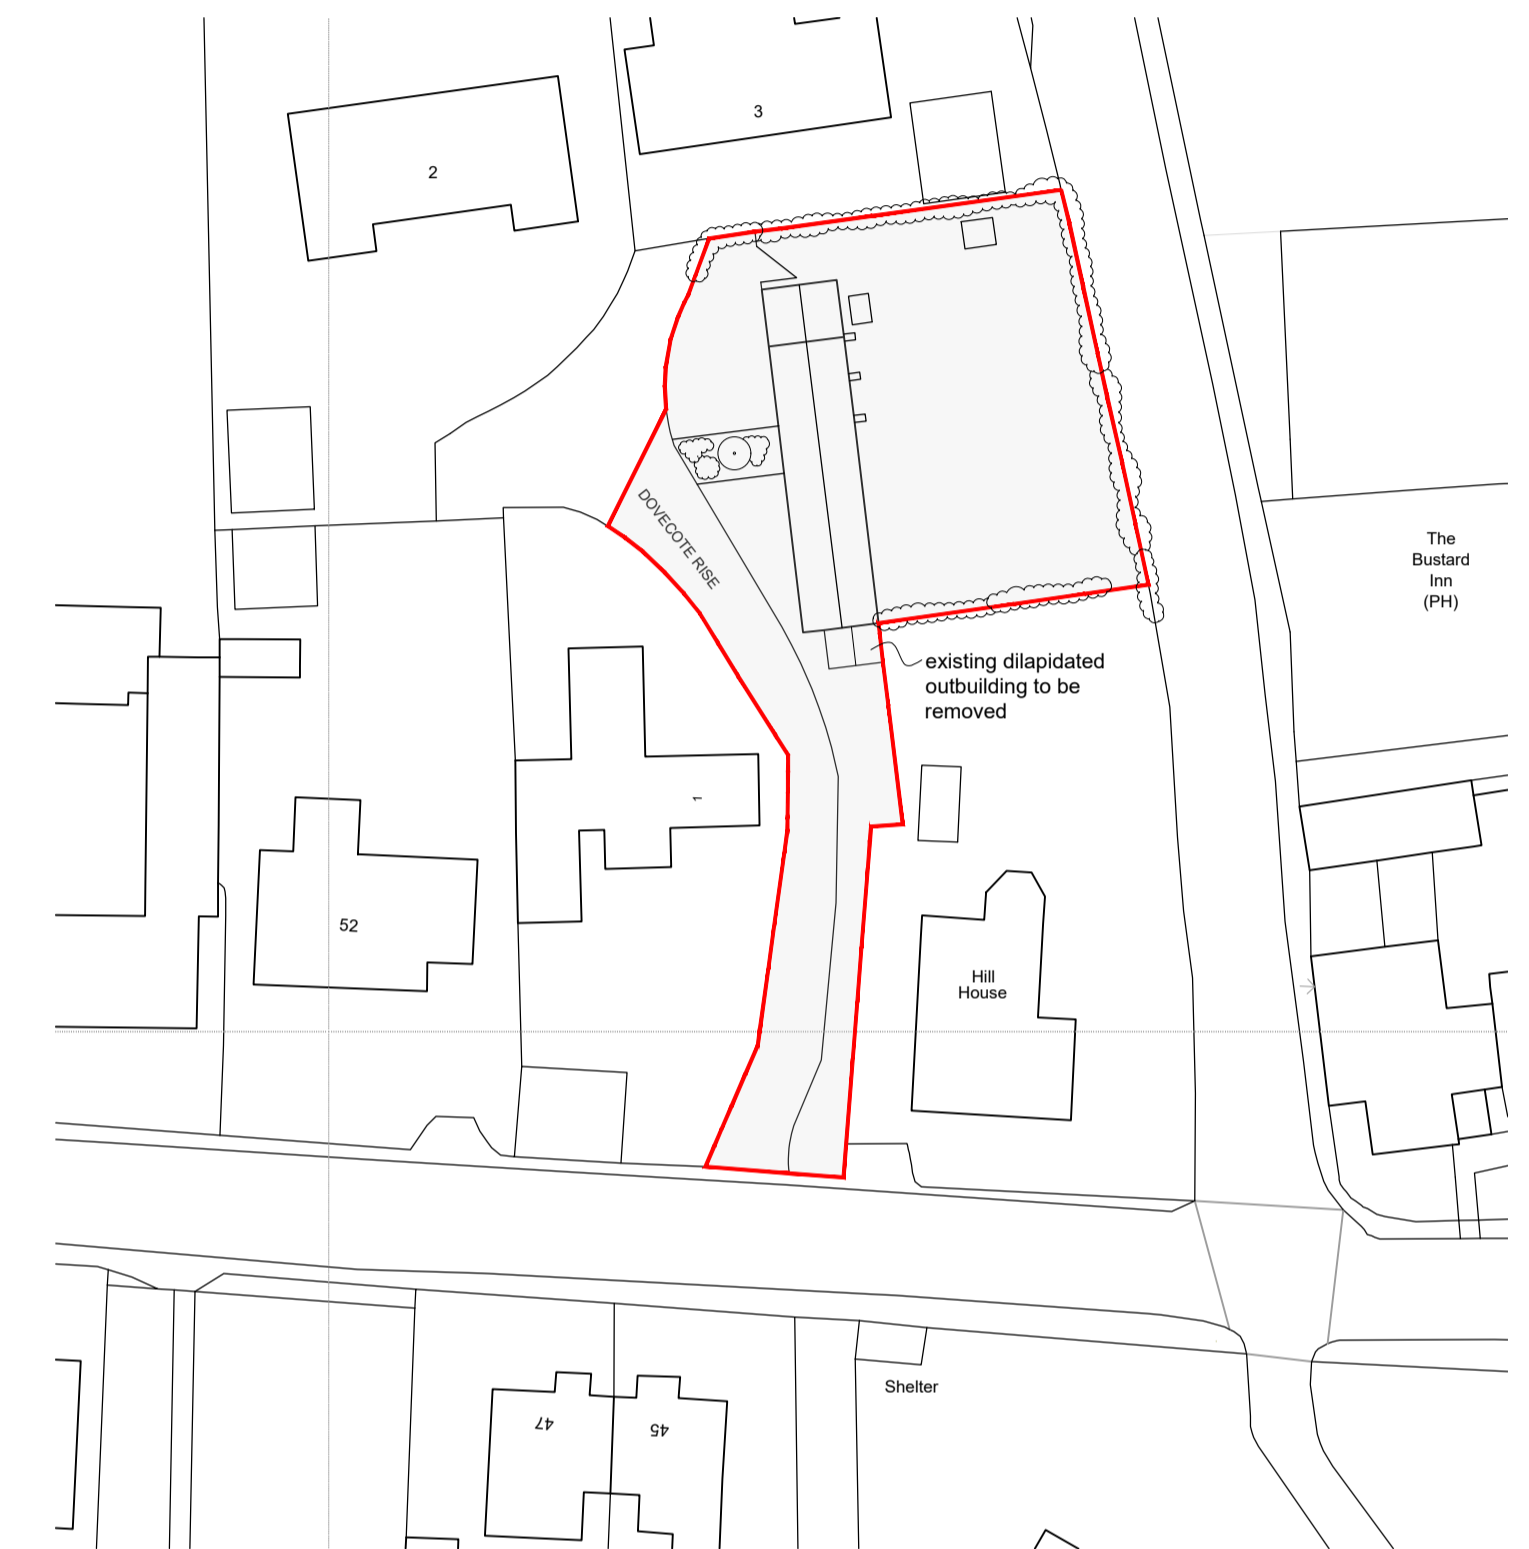 3
2
DOVECOTE RISE
The
Bustard
Inn
(PH)
existing dilapidated
outbuilding to be
removed
1
52
Hill
House
Shelter
47
45